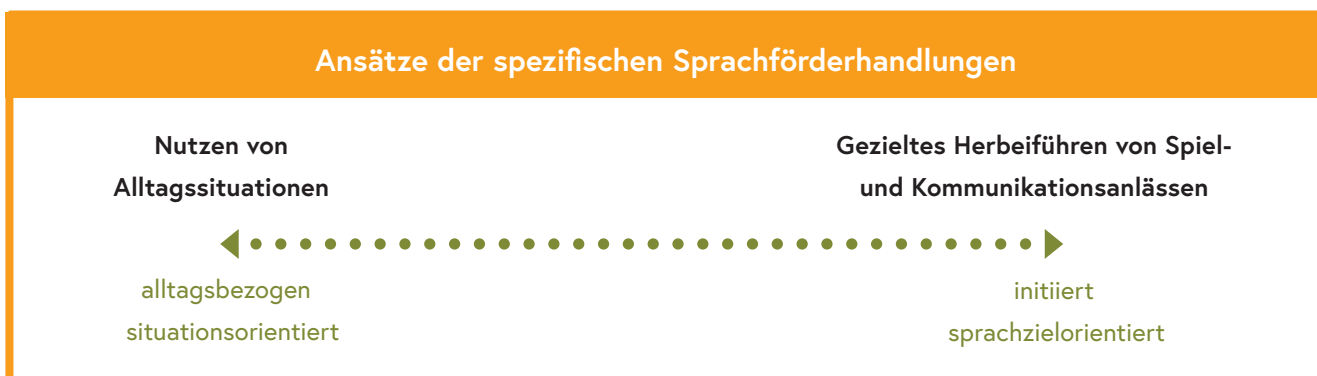 Ansätze der spezifischen Sprachförderhandlungen
Nutzen von
Alltagssituationen
Gezieltes Herbeiführen von Spiel-
und Kommunikationsanlässen
alltagsbezogen
situationsorientiert
initiiert
sprachzielorientiert